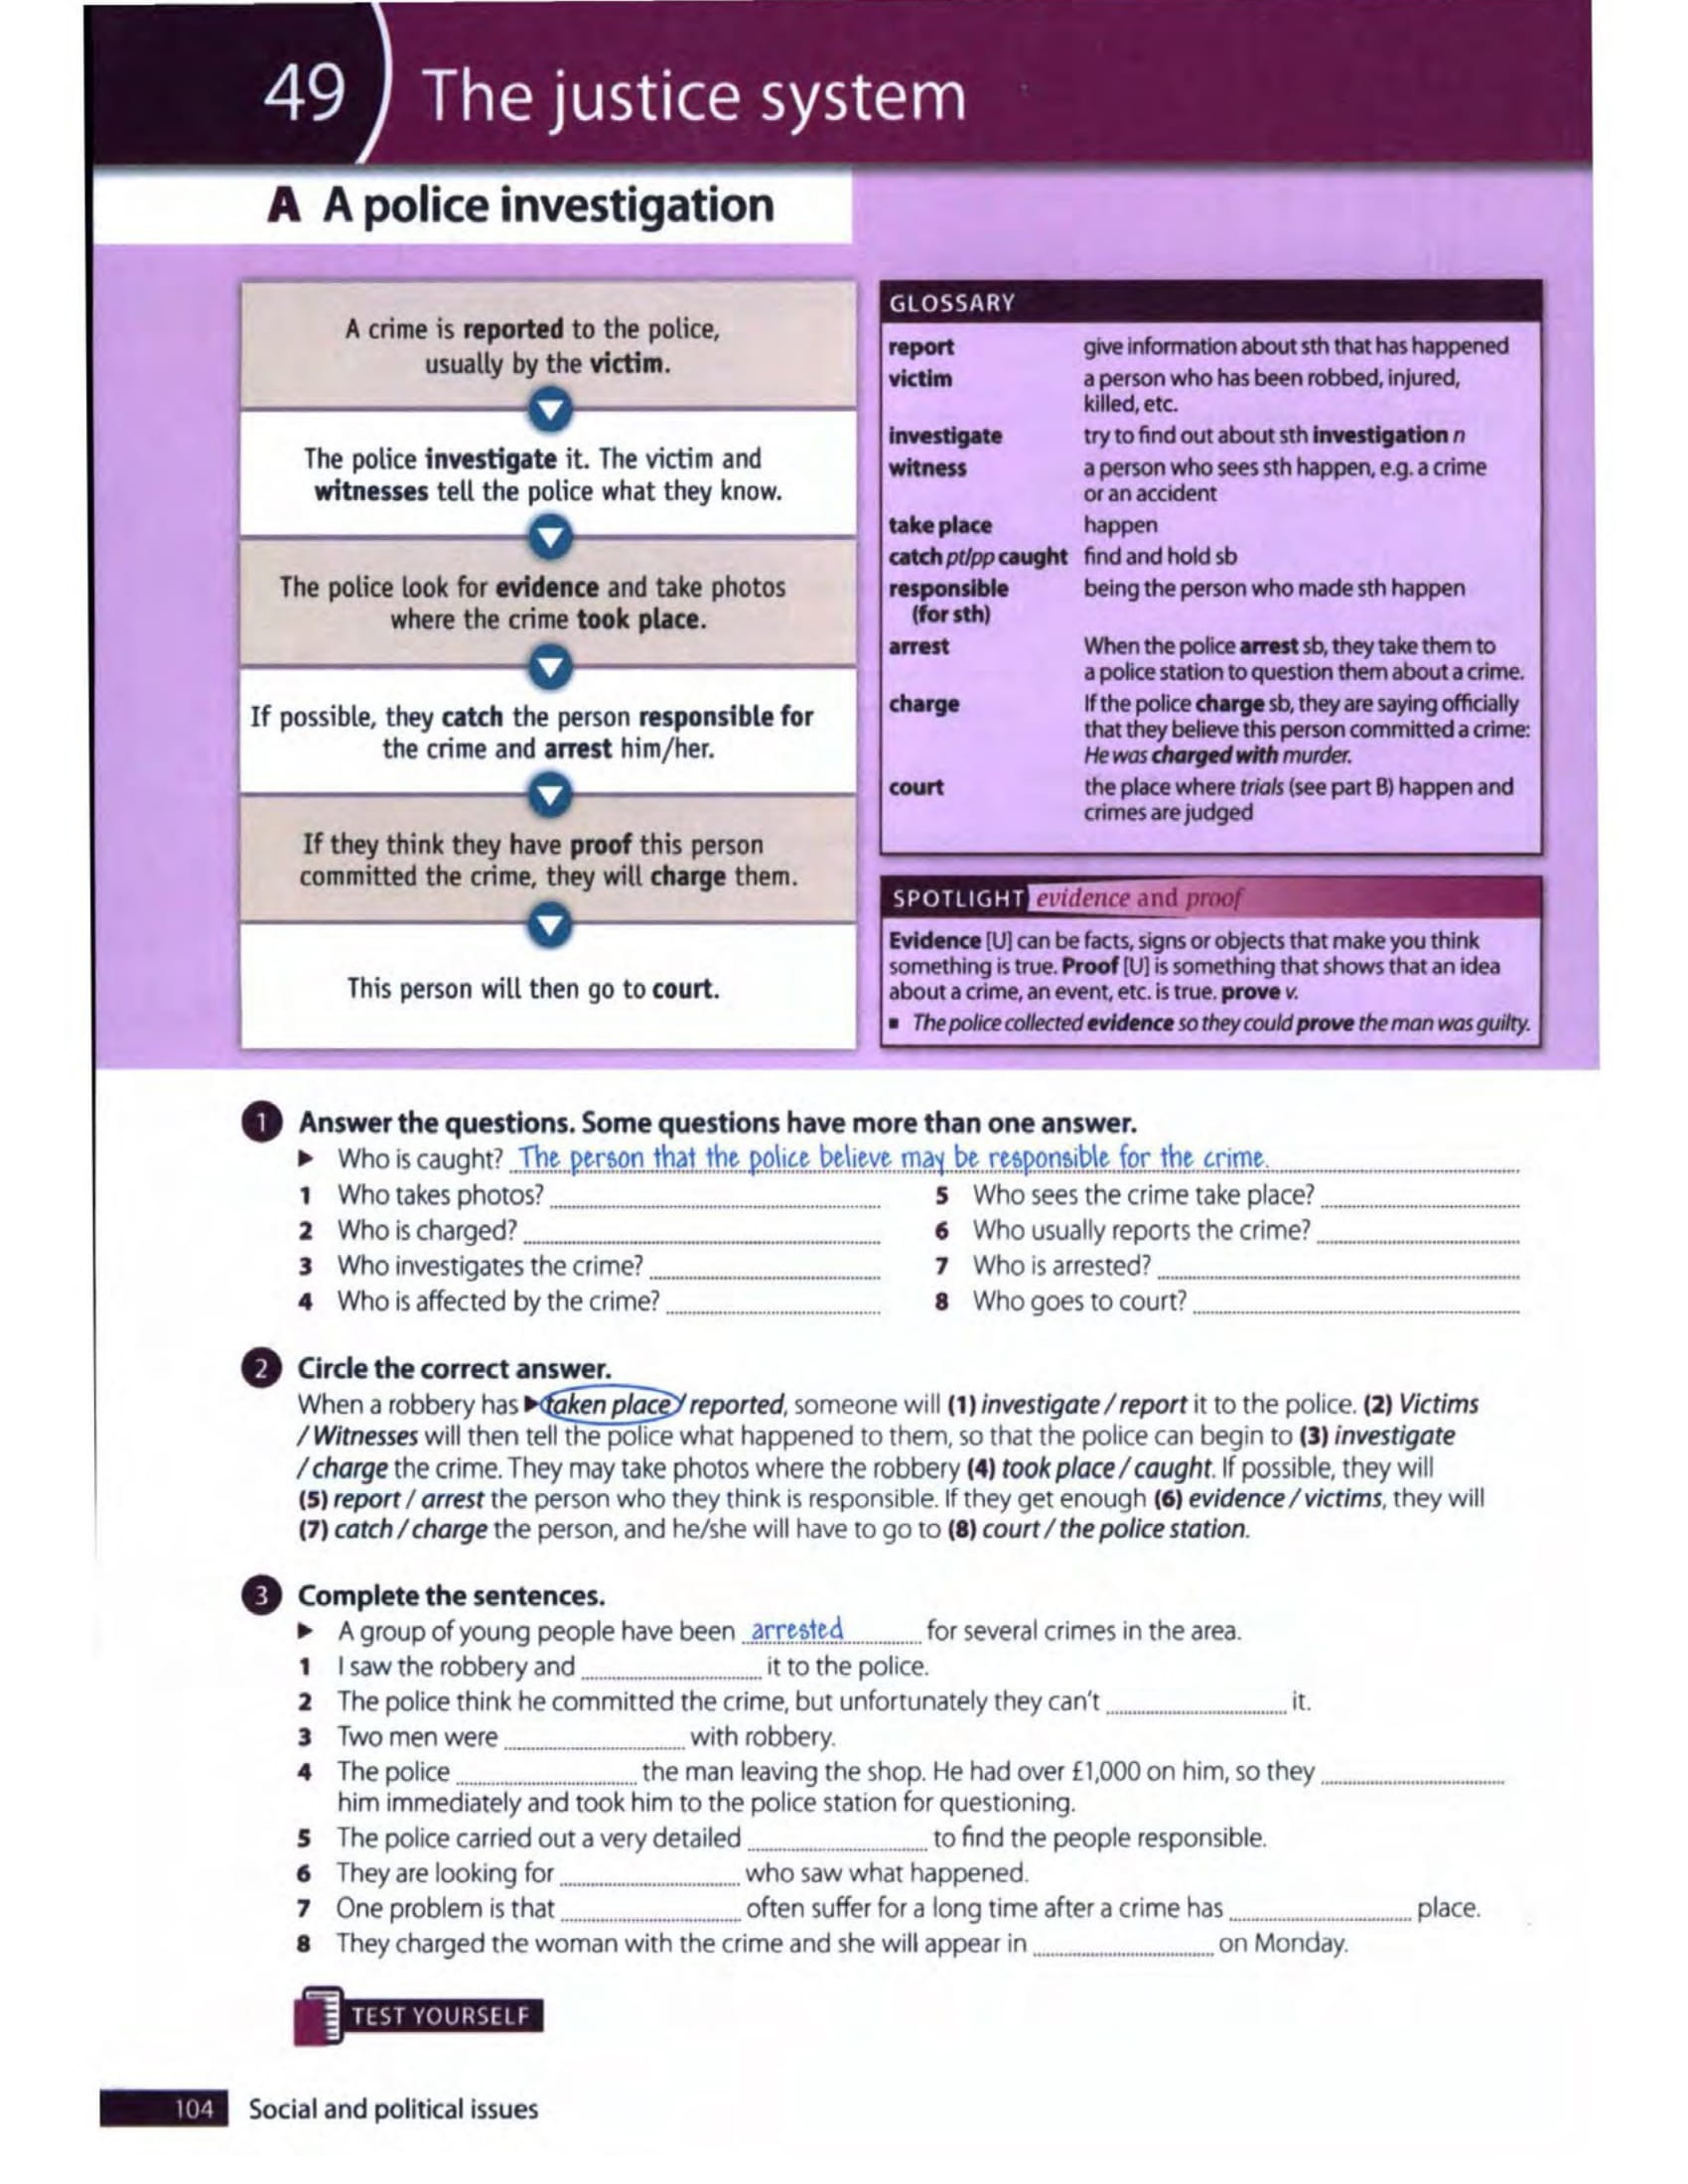 49 The justice system
A A police investigation
A crime is reported to the police,
usually by the victim.
The police investigate it. The victim and
witnesses tell the police what they know.
The police look for evidence and take photos
where the crime took place.
If possible, they catch the person responsible for
the crime and arrest him/her.
If they think they have proof this person
committed the crime, they will charge them.
This person will then go to court.
GLOSSARY
report give information about sth that has happened
victim a person who has been robbed, injured,
killed, etc.
investigate try to find out about sth investigation n
witness a person who sees sth happen, e.g. a crime
or an accident
take place happen
catch pt/pp caught find and hold sb
responsible being the person who made sth happen
(for sth)
arrest When the police arrest sb, they take them to
a police station to question them about a crime.
charge If the police charge sb, they are saying officially
that they believe this person committed a crime:
He was charged with murder.
court the place where trials (see part B) happen and
crimes are judged
SPOTLIGHT evidence and proof
Evidence [U] can be facts, signs or objects that make you think
something is true. Proof [U] is something that shows that an idea
about a crime, an event, etc. is true. prove v.
▪ The police collected evidence so they could prove the man was guilty.
1 Answer the questions. Some questions have more than one answer.
▶ Who is caught? The person that the police believe may be responsible for the crime.
1 Who takes photos?
2 Who is charged?
3 Who investigates the crime?
4 Who is affected by the crime?
5 Who sees the crime take place?
6 Who usually reports the crime?
7 Who is arrested?
8 Who goes to court?
2 Circle the correct answer.
When a robbery has ▶ taken place / reported, someone will (1) investigate / report it to the police. (2) Victims
/ Witnesses will then tell the police what happened to them, so that the police can begin to (3) investigate
/ charge the crime. They may take photos where the robbery (4) took place / caught. If possible, they will
(5) report / arrest the person who they think is responsible. If they get enough (6) evidence / victims, they will
(7) catch / charge the person, and he/she will have to go to (8) court / the police station.
3 Complete the sentences.
▶ A group of young people have been arrested for several crimes in the area.
1 I saw the robbery and ............ it to the police.
2 The police think he committed the crime, but unfortunately they can't ............ it.
3 Two men were ............ with robbery.
4 The police ............ the man leaving the shop. He had over £1,000 on him, so they ............
him immediately and took him to the police station for questioning.
5 The police carried out a very detailed ............ to find the people responsible.
6 They are looking for ............ who saw what happened.
7 One problem is that ............ often suffer for a long time after a crime has ............ place.
8 They charged the woman with the crime and she will appear in ............ on Monday.
TEST YOURSELF
104 Social and political issues